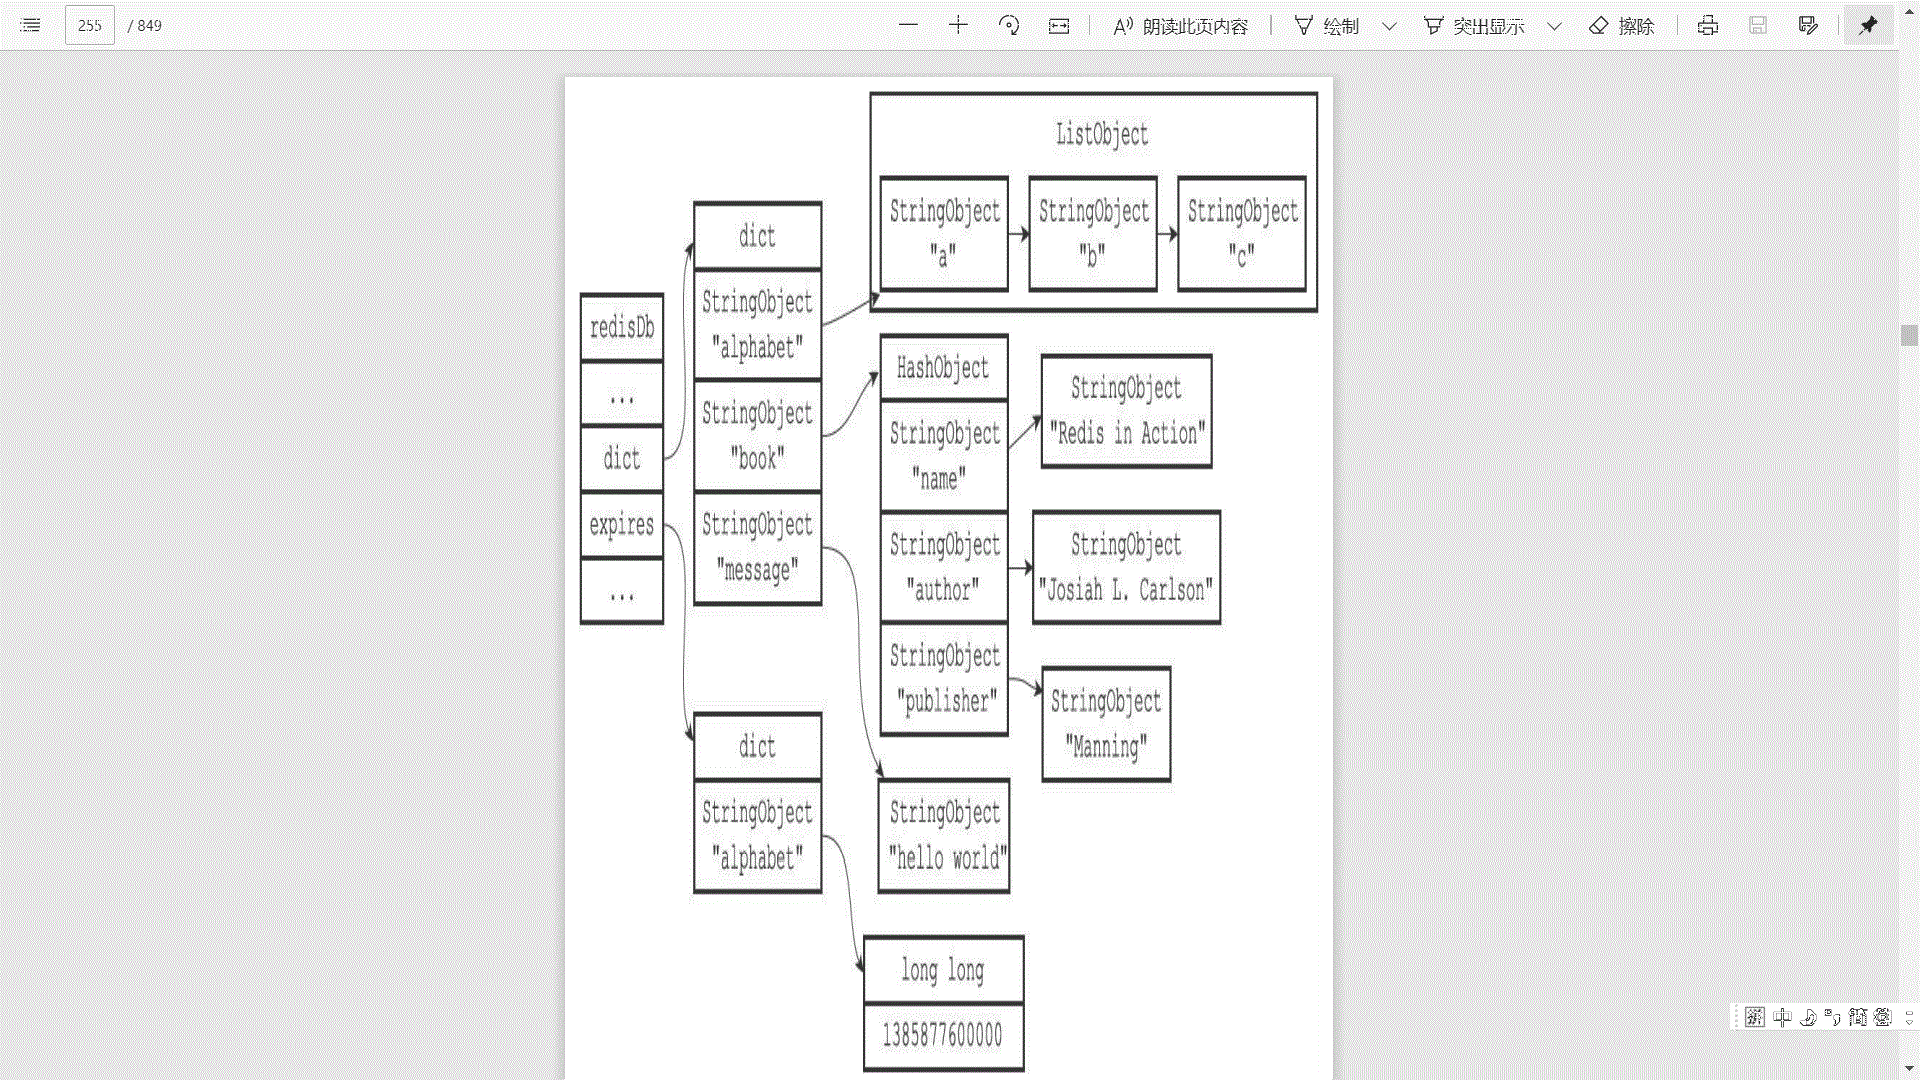 255 / 849
朗读此页内容
绘制
突出显示
擦除
ListObject
StringObject
"a"
StringObject
"b"
StringObject
"c"
redisDb
...
dict
expires
...
dict
StringObject
"alphabet"
StringObject
"book"
StringObject
"message"
HashObject
StringObject
"name"
StringObject
"author"
StringObject
"publisher"
StringObject
"Redis in Action"
StringObject
"Josiah L. Carlson"
StringObject
"Manning"
dict
StringObject
"alphabet"
StringObject
"hello world"
long long
1385877600000
中
简